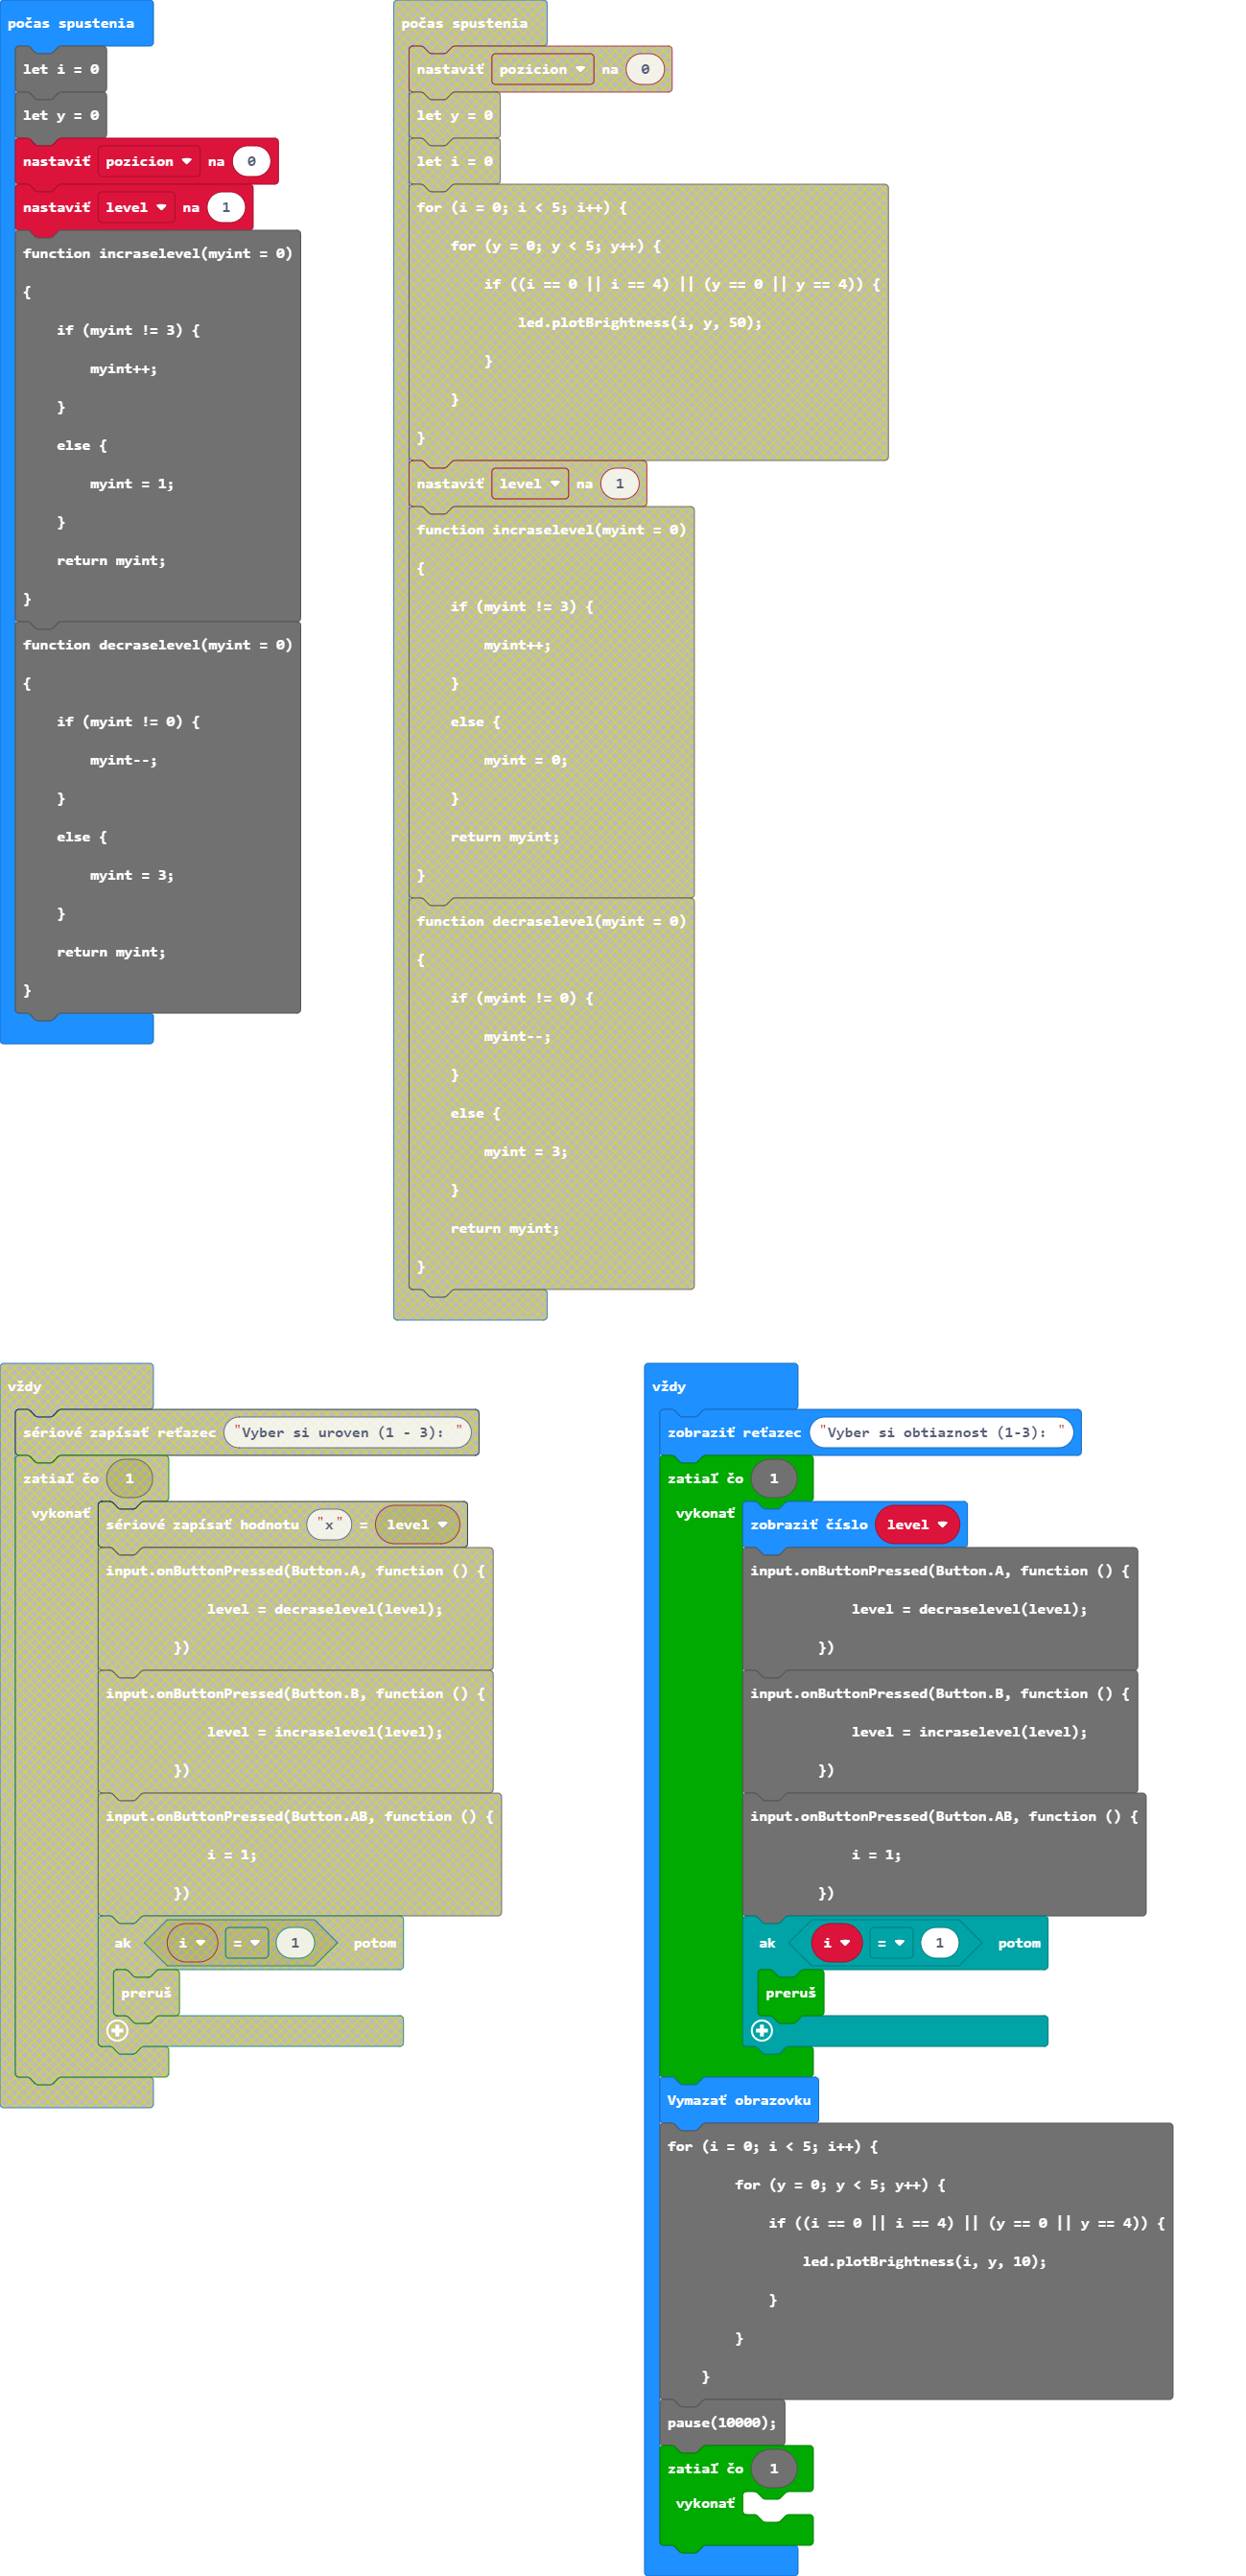 počas spustenia
let i = 0
let y = 0
nastaviť pozicion na 0
nastaviť level na 1
function incraselevel(myint = 0)
{
if (myint != 3) {
myint++;
}
else {
myint = 1;
}
return myint;
}
function decraselevel(myint = 0)
{
if (myint != 0) {
myint--;
}
else {
myint = 3;
}
return myint;
}
počas spustenia
nastaviť pozicion na 0
let y = 0
let i = 0
for (i = 0; i < 5; i++) {
for (y = 0; y < 5; y++) {
if ((i == 0 || i == 4) || (y == 0 || y == 4)) {
led.plotBrightness(i, y, 50);
}
}
}
nastaviť level na 1
function incraselevel(myint = 0)
{
if (myint != 3) {
myint++;
}
else {
myint = 0;
}
return myint;
}
function decraselevel(myint = 0)
{
if (myint != 0) {
myint--;
}
else {
myint = 3;
}
return myint;
}
vždy
sériové zapísať reťazec "Vyber si uroven (1 - 3): "
zatiaľ čo 1
vykonať
sériové zapísať hodnotu "x" = level
input.onButtonPressed(Button.A, function () {
level = decraselevel(level);
})
input.onButtonPressed(Button.B, function () {
level = incraselevel(level);
})
input.onButtonPressed(Button.AB, function () {
i = 1;
})
ak i = 1 potom
preruš
vždy
zobraziť reťazec "Vyber si obtiaznost (1-3): "
zatiaľ čo 1
vykonať
zobraziť číslo level
input.onButtonPressed(Button.A, function () {
level = decraselevel(level);
})
input.onButtonPressed(Button.B, function () {
level = incraselevel(level);
})
input.onButtonPressed(Button.AB, function () {
i = 1;
})
ak i = 1 potom
preruš
Vymazať obrazovku
for (i = 0; i < 5; i++) {
for (y = 0; y < 5; y++) {
if ((i == 0 || i == 4) || (y == 0 || y == 4)) {
led.plotBrightness(i, y, 10);
}
}
}
pause(10000);
zatiaľ čo 1
vykonať